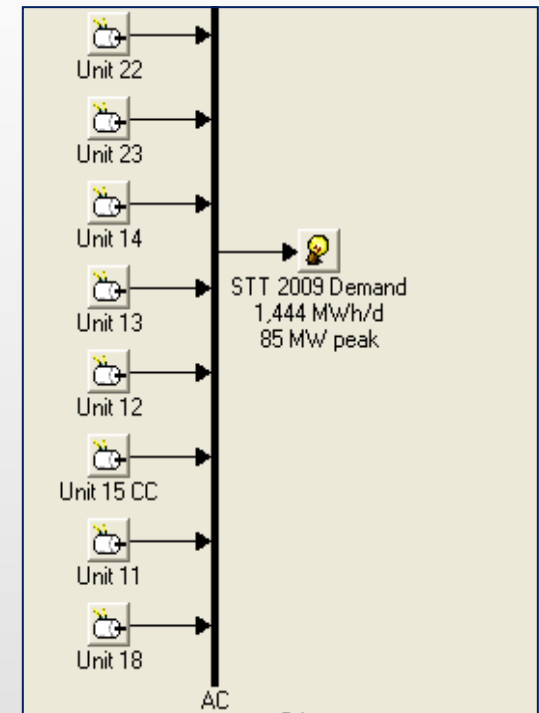 Unit 22
Unit 23
Unit 14
STT 2009 Demand
1,444 MWh/d
85 MW peak
Unit 13
Unit 12
Unit 15 CC
Unit 11
Unit 18
AC